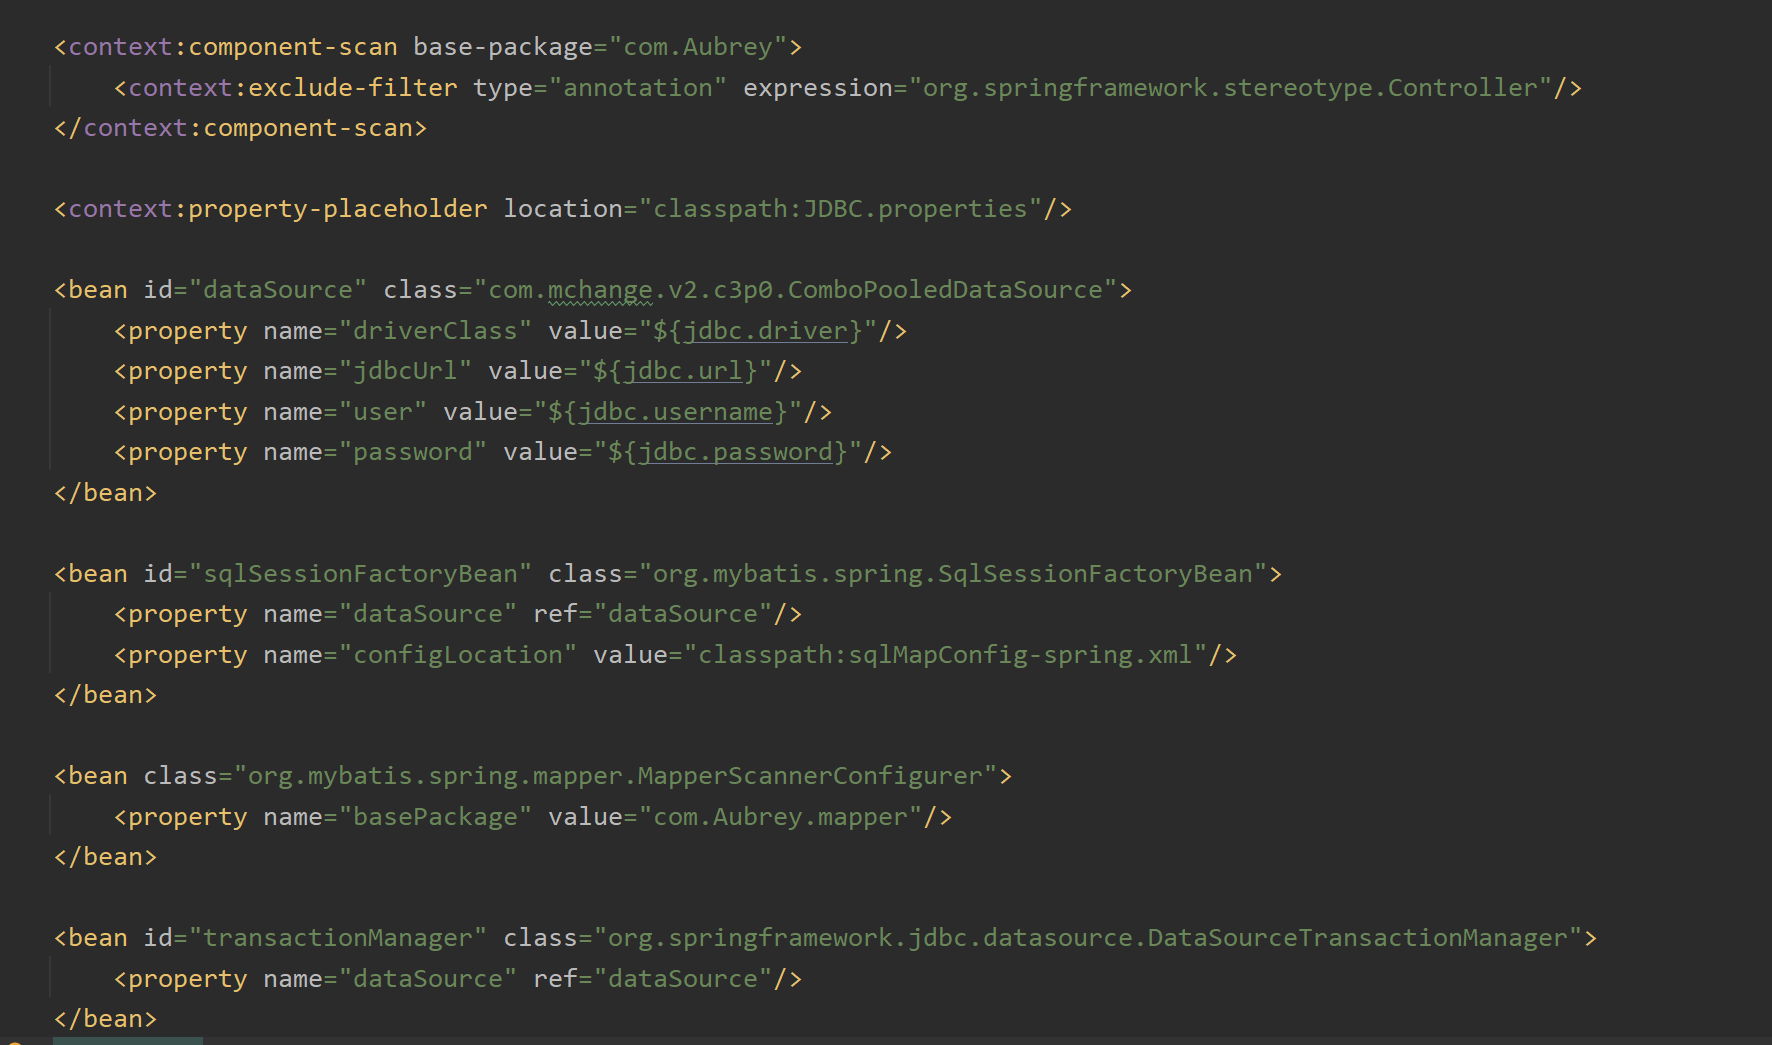 <context:component-scan base-package="com.Aubrey">
<context:exclude-filter type="annotation" expression="org.springframework.stereotype.Controller"/>
</context:component-scan>
<context:property-placeholder location="classpath:JDBC.properties"/>
<bean id="dataSource" class="com.mchange.v2.c3p0.ComboPooledDataSource">
<property name="driverClass" value="${jdbc.driver}"/>
<property name="jdbcUrl" value="${jdbc.url}"/>
<property name="user" value="${jdbc.username}"/>
<property name="password" value="${jdbc.password}"/>
</bean>
<bean id="sqlSessionFactoryBean" class="org.mybatis.spring.SqlSessionFactoryBean">
<property name="dataSource" ref="dataSource"/>
<property name="configLocation" value="classpath:sqlMapConfig-spring.xml"/>
</bean>
<bean class="org.mybatis.spring.mapper.MapperScannerConfigurer">
<property name="basePackage" value="com.Aubrey.mapper"/>
</bean>
<bean id="transactionManager" class="org.springframework.jdbc.datasource.DataSourceTransactionManager">
<property name="dataSource" ref="dataSource"/>
</bean>